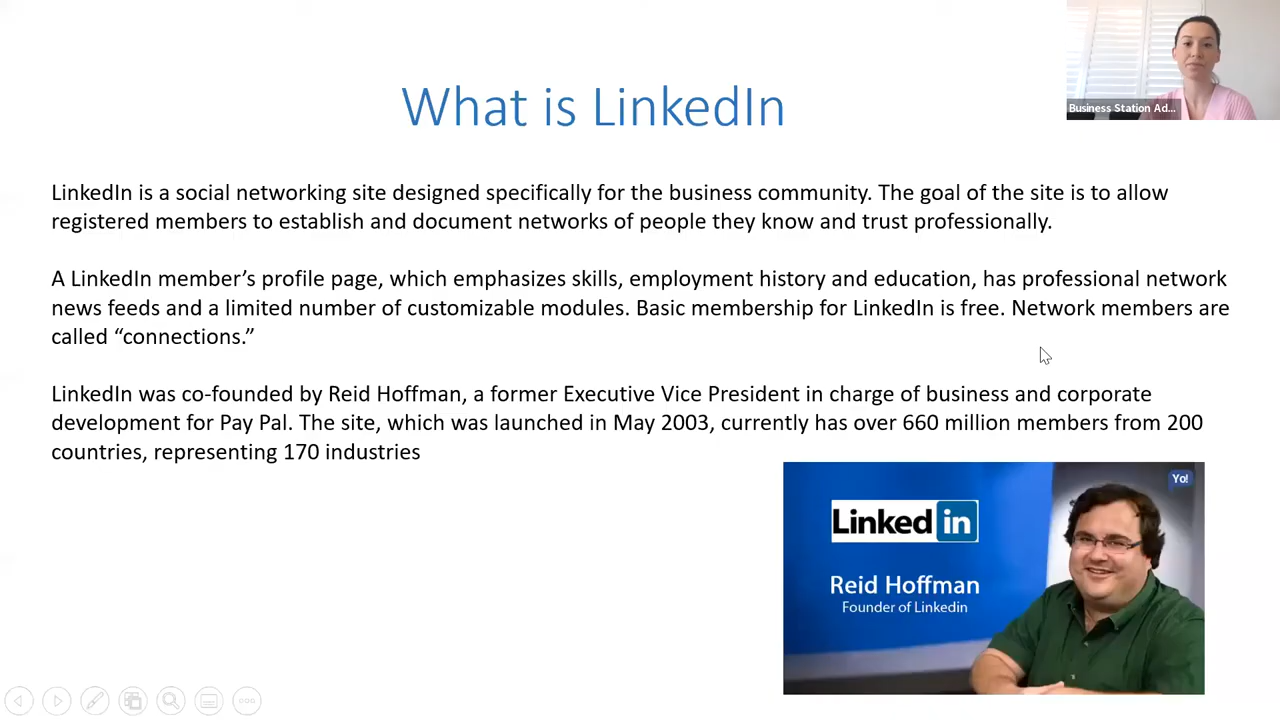 What is LinkedIn
Business Station Ad...
LinkedIn is a social networking site designed specifically for the business community. The goal of the site is to allow
registered members to establish and document networks of people they know and trust professionally.
A LinkedIn member’s profile page, which emphasizes skills, employment history and education, has professional network
news feeds and a limited number of customizable modules. Basic membership for LinkedIn is free. Network members are
called “connections.”
LinkedIn was co-founded by Reid Hoffman, a former Executive Vice President in charge of business and corporate
development for Pay Pal. The site, which was launched in May 2003, currently has over 660 million members from 200
countries, representing 170 industries
Yo!
Linked in
Reid Hoffman
Founder of Linkedin